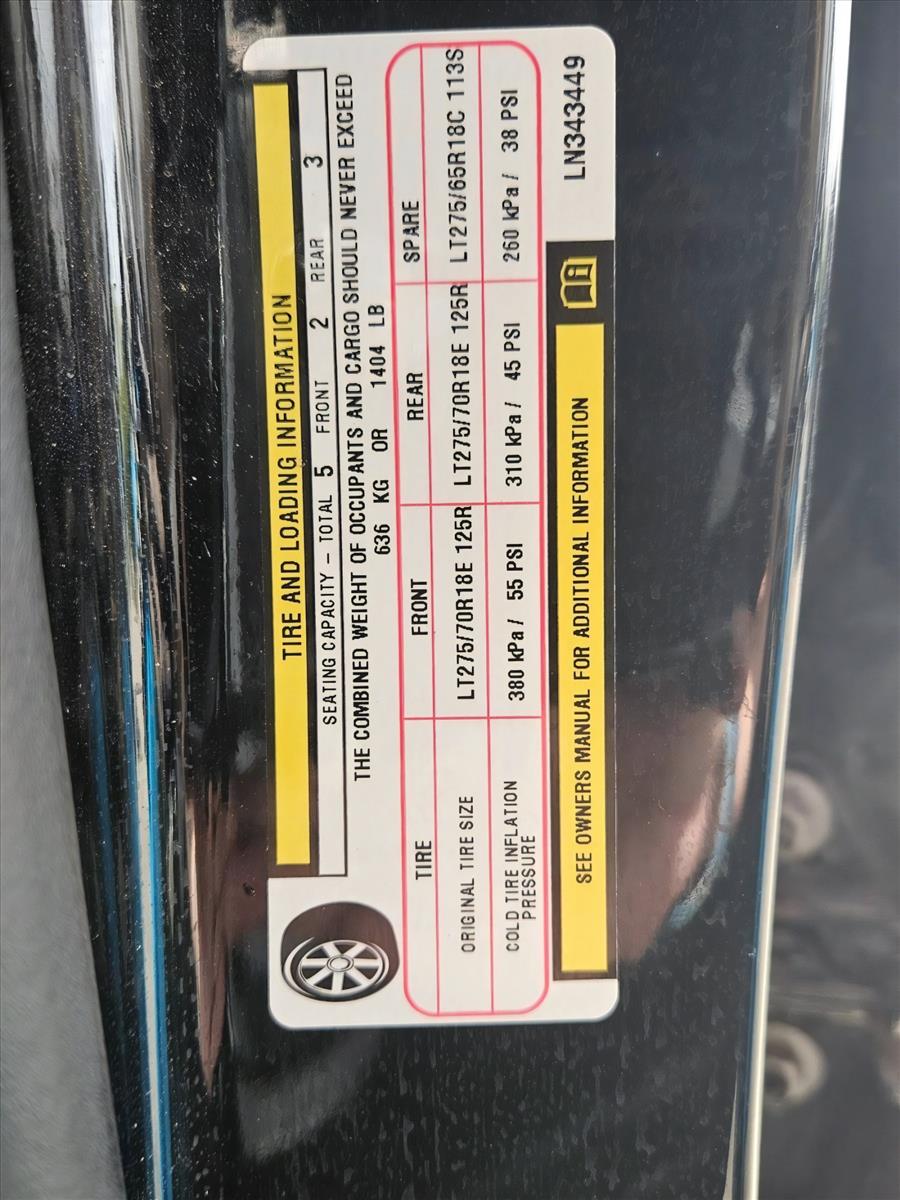 TIRE AND LOADING INFORMATION
SEATING CAPACITY – TOTAL 5 FRONT 2 REAR 3
THE COMBINED WEIGHT OF OCCUPANTS AND CARGO SHOULD NEVER EXCEED
636 KG OR 1404 LB
TIRE FRONT REAR SPARE
ORIGINAL TIRE SIZE LT275/70R18E 125R LT275/70R18E 125R LT275/65R18C 113S
COLD TIRE INFLATION PRESSURE 380 kPa / 55 PSI 310 kPa / 45 PSI 260 kPa / 38 PSI
SEE OWNERS MANUAL FOR ADDITIONAL INFORMATION
LN343449